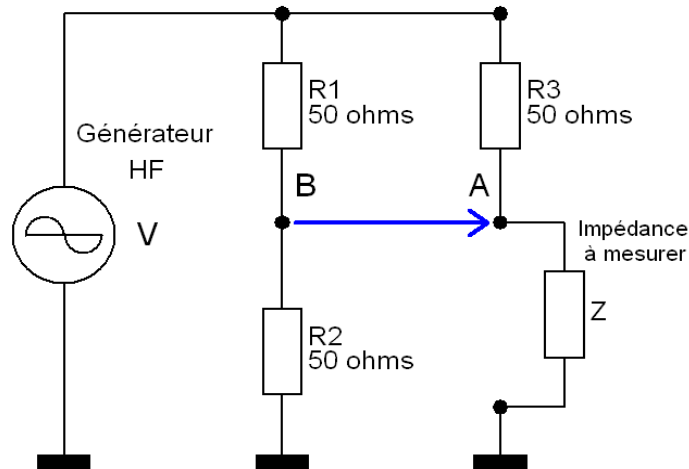 Générateur
HF
V
R1
50 ohms
R3
50 ohms
B
A
Impédance
à mesurer
Z
R2
50 ohms